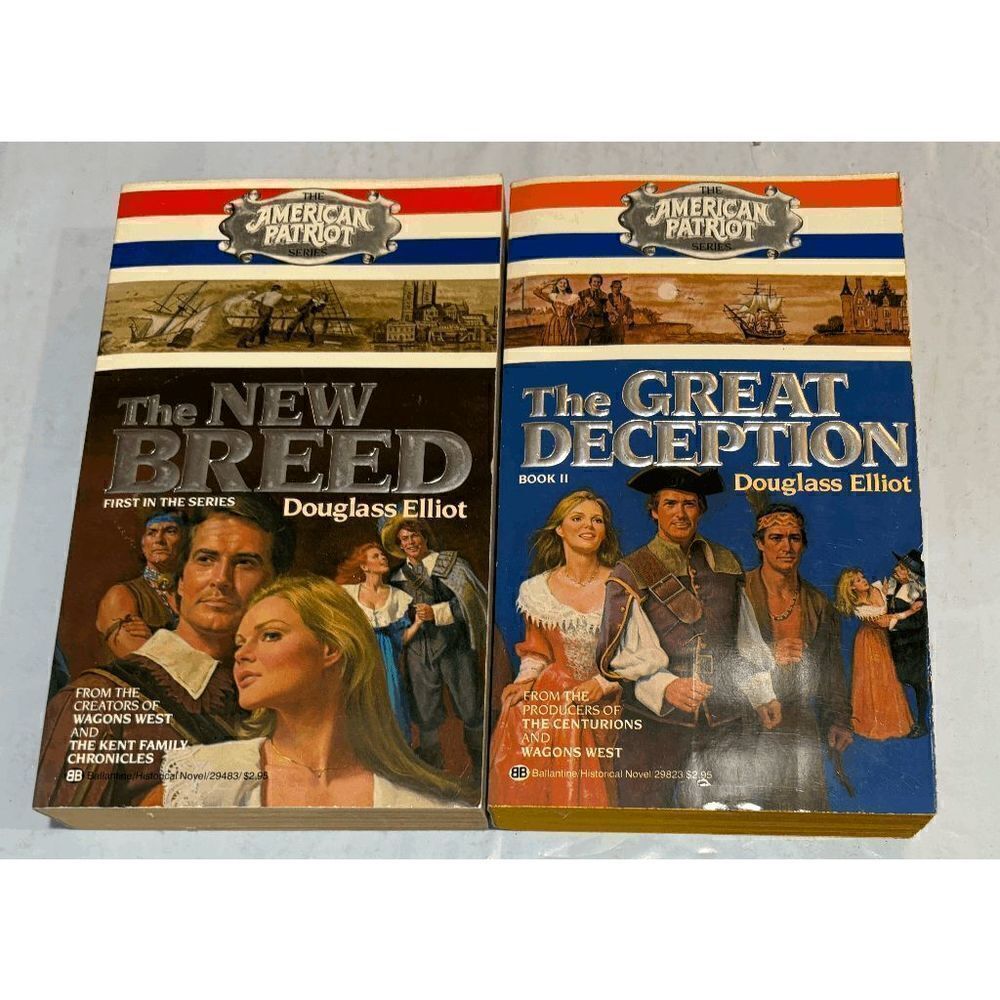 THE
AMERICAN
PATRIOT
SERIES
The NEW
BREED
FIRST IN THE SERIES
Douglass Elliot
FROM THE
CREATORS OF
WAGONS WEST
AND
THE KENT FAMILY
CHRONICLES
BB Ballantine/Historical Novel/29483/$2.95
THE
AMERICAN
PATRIOT
SERIES
The GREAT
DECEPTION
BOOK II
Douglass Elliot
FROM THE
PRODUCERS OF
THE CENTURIONS
AND
WAGONS WEST
BB Ballantine/Historical Novel 29823 $2.95